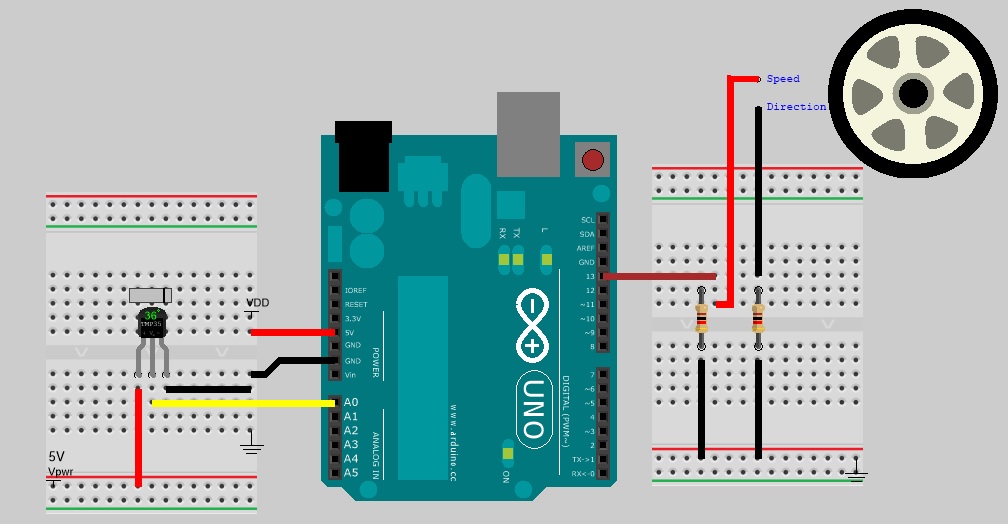 Speed
Direction
SCL
SDA
AREF
GND
RX
TX
L
13
12
IOREF
~11
RESET
~10
3.3V
~9
5V
8
GND
GND
Vin
POWER
VDD
36
TMP35
+ V -
7
~6
~5
4
~3
2
TX->1
RX<-0
A0
A1
A2
A3
A4
A5
ANALOG IN
www.arduino.cc
UNO
DIGITAL (PWM~)
ON
5V
Vpwr